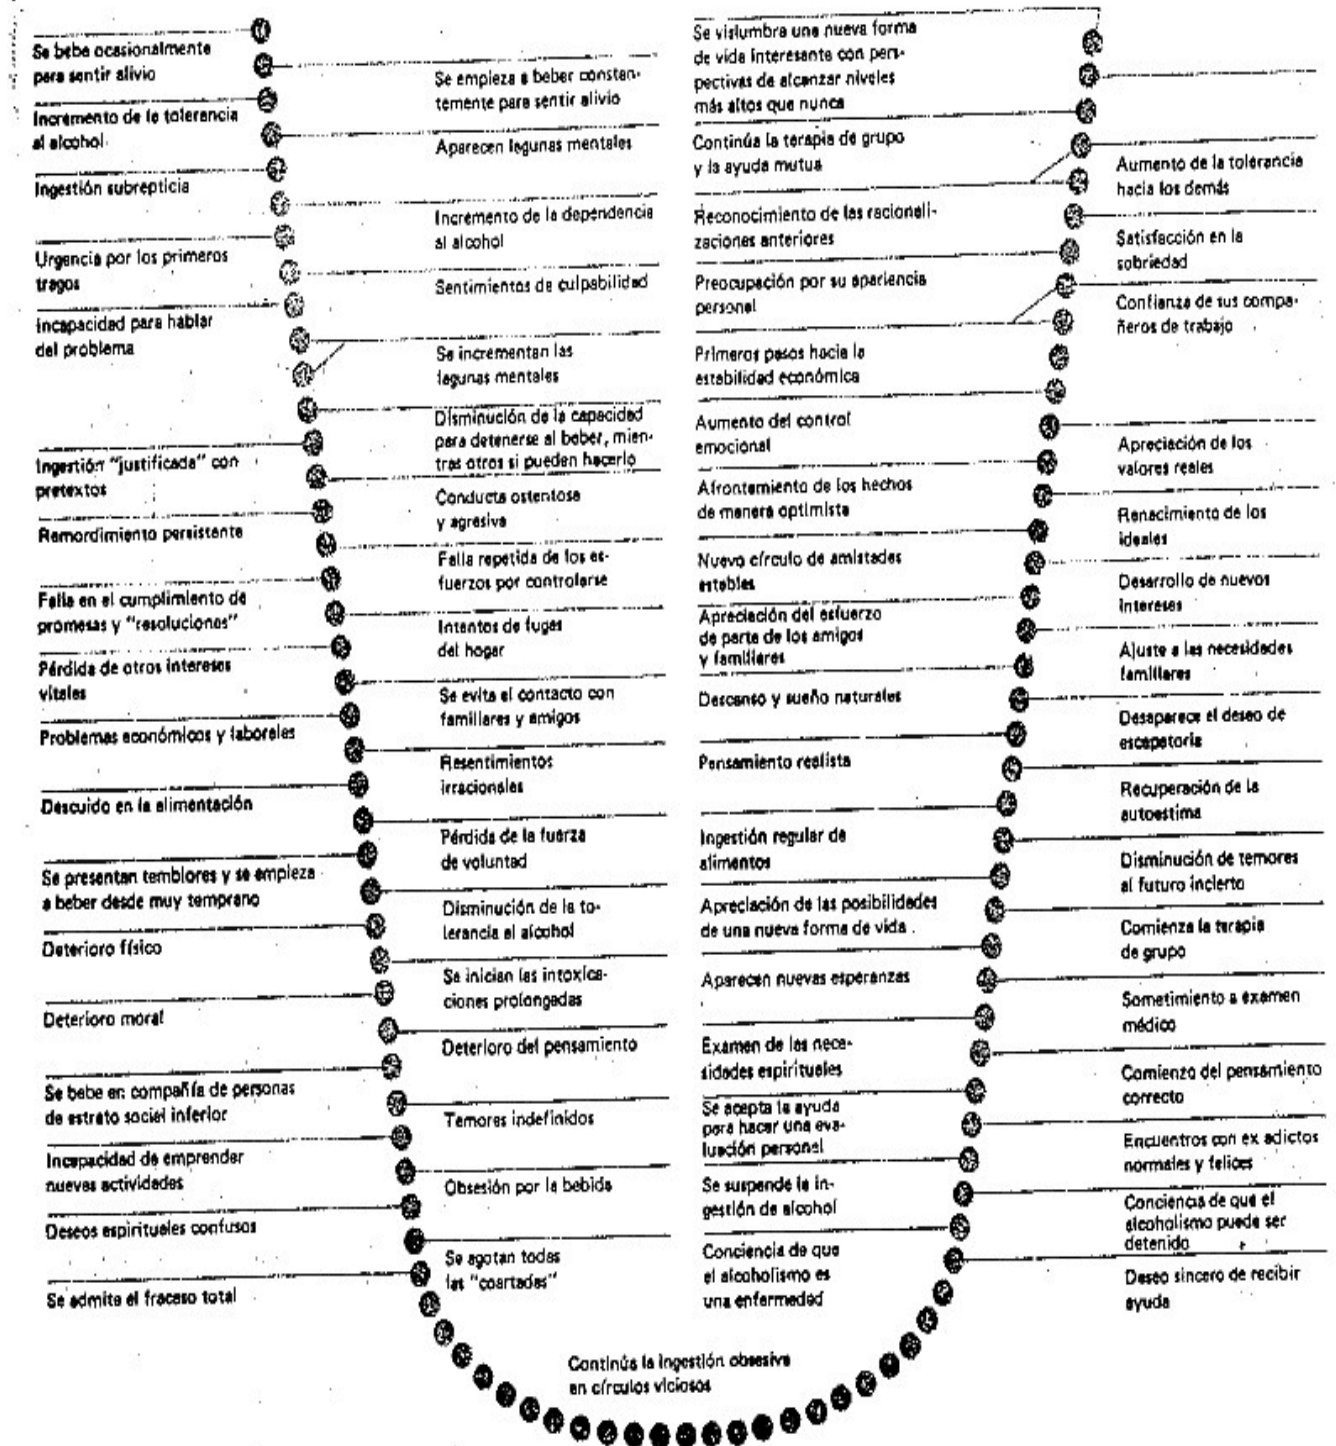 Se bebe ocasionalmente
para sentir alivio
Incremento de la tolerancia
al alcohol
Ingestión subrepticia
Urgencia por los primeros
tragos
Incapacidad para hablar
del problema
Ingestión "justificada" con
pretextos
Remordimiento persistente
Falla en el cumplimiento de
promesas y "resoluciones"
Pérdida de otros intereses
vitales
Problemas económicos y laborales
Descuido en la alimentación
Se presentan temblores y se empieza
a beber desde muy temprano
Deterioro físico
Deterioro moral
Se bebe en compañía de personas
de estrato social inferior
Incapacidad de emprender
nuevas actividades
Deseos espirituales confusos
Se admite el fracaso total
Se empieza a beber constan-
temente para sentir alivio
Aparecen lagunas mentales
Incremento de la dependencia
al alcohol
Sentimientos de culpabilidad
Se incrementan las
lagunas mentales
Disminución de la capacidad
para detenerse al beber, mien-
tras otros si pueden hacerlo
Conducta ostentosa
y agresiva
Falla repetida de los es-
fuerzos por controlarse
Intentos de fugas
del hogar
Se evita el contacto con
familiares y amigos
Resentimientos
irracionales
Pérdida de la fuerza
de voluntad
Disminución de la to-
lerancia al alcohol
Se inician las intoxica-
ciones prolongadas
Deterioro del pensamiento
Temores indefinidos
Obsesión por la bebida
Se agotan todas
las "coartadas"
Continúa la ingestión obsesiva
en círculos viciosos
Se vislumbra una nueva forma
de vida interesante con pers-
pectivas de alcanzar niveles
más altos que nunca
Continúa la terapia de grupo
y la ayuda mutua
Reconocimiento de las racionali-
zaciones anteriores
Preocupación por su apariencia
personal
Primeros pasos hacia la
estabilidad económica
Aumento del control
emocional
Afrontamiento de los hechos
de manera optimista
Nuevo círculo de amistades
estables
Apreciación del esfuerzo
de parte de los amigos
y familiares
Descanso y sueño naturales
Pensamiento realista
Ingestión regular de
alimentos
Apreciación de las posibilidades
de una nueva forma de vida
Aparecen nuevas esperanzas
Examen de las nece-
sidades espirituales
Se acepta la ayuda
para hacer una eva-
luación personal
Se suspende la in-
gestión de alcohol
Conciencia de que
el alcoholismo es
una enfermedad
Aumento de la tolerancia
hacia los demás
Satisfacción en la
sobriedad
Confianza de sus compa-
ñeros de trabajo
Apreciación de los
valores reales
Renacimiento de los
ideales
Desarrollo de nuevos
intereses
Ajuste a las necesidades
familiares
Desaparece el deseo de
escapatoria
Recuperación de la
autoestima
Disminución de temores
al futuro incierto
Comienza la terapia
de grupo
Sometimiento a examen
médico
Comienzo del pensamiento
correcto
Encuentros con ex adictos
normales y felices
Conciencia de que el
alcoholismo puede ser
detenido
Deseo sincero de recibir
ayuda